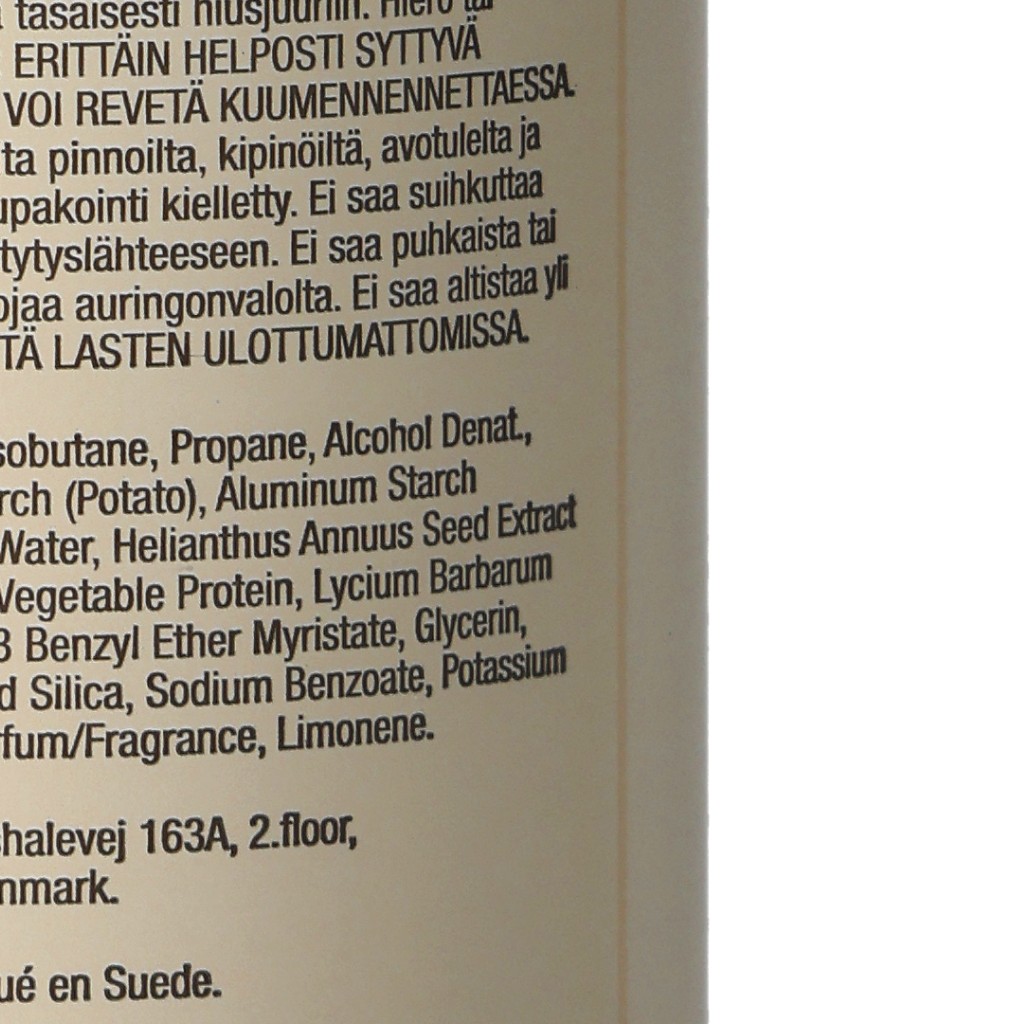 tasaisesti hiusjuuriin. Hiero tai
ERITTÄIN HELPOSTI SYTTYVÄ
VOI REVETÄ KUUMENNENNETTAESSA.
ta pinnoilta, kipinöiltä, avotulelta ja
upakointi kielletty. Ei saa suihkuttaa
tytyslähteeseen. Ei saa puhkaista tai
ojaa auringonvalolta. Ei saa altistaa yli
TÄ LASTEN ULOTTUMATTOMISSA.
sobutane, Propane, Alcohol Denat.,
rch (Potato), Aluminum Starch
Water, Helianthus Annuus Seed Extract
Vegetable Protein, Lycium Barbarum
3 Benzyl Ether Myristate, Glycerin,
d Silica, Sodium Benzoate, Potassium
rfum/Fragrance, Limonene.
halevej 163A, 2.floor,
nmark.
ué en Suede.